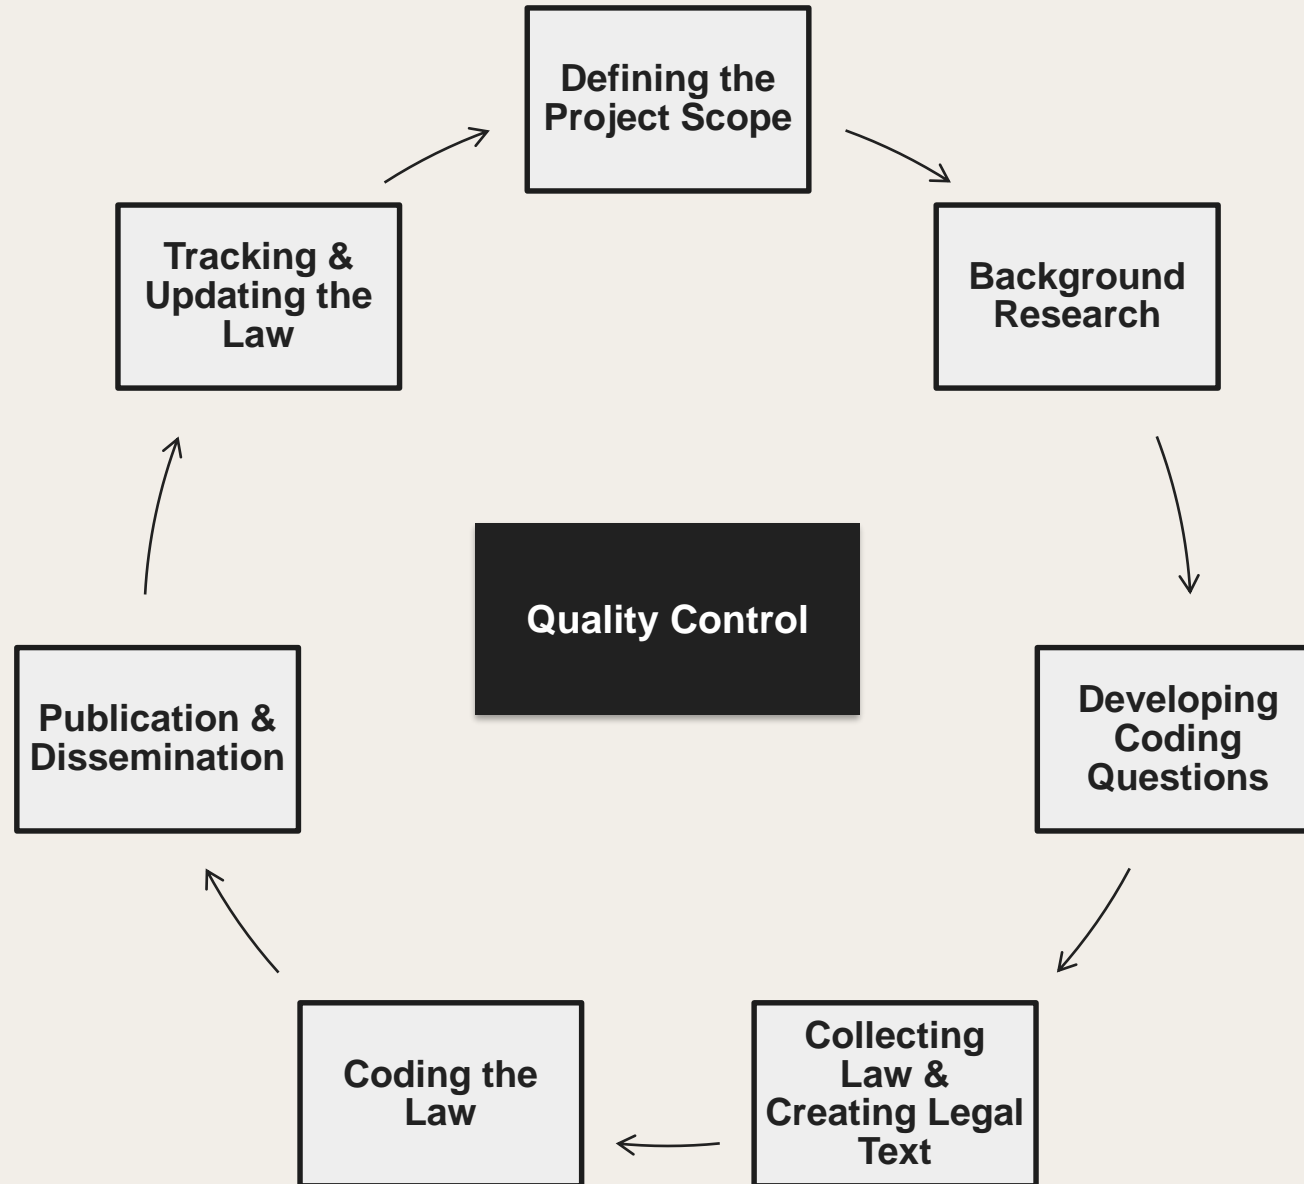 Defining the
Project Scope
Background
Research
Developing
Coding
Questions
Collecting
Law &
Creating Legal
Text
Coding the
Law
Publication &
Dissemination
Tracking &
Updating the
Law
Quality Control